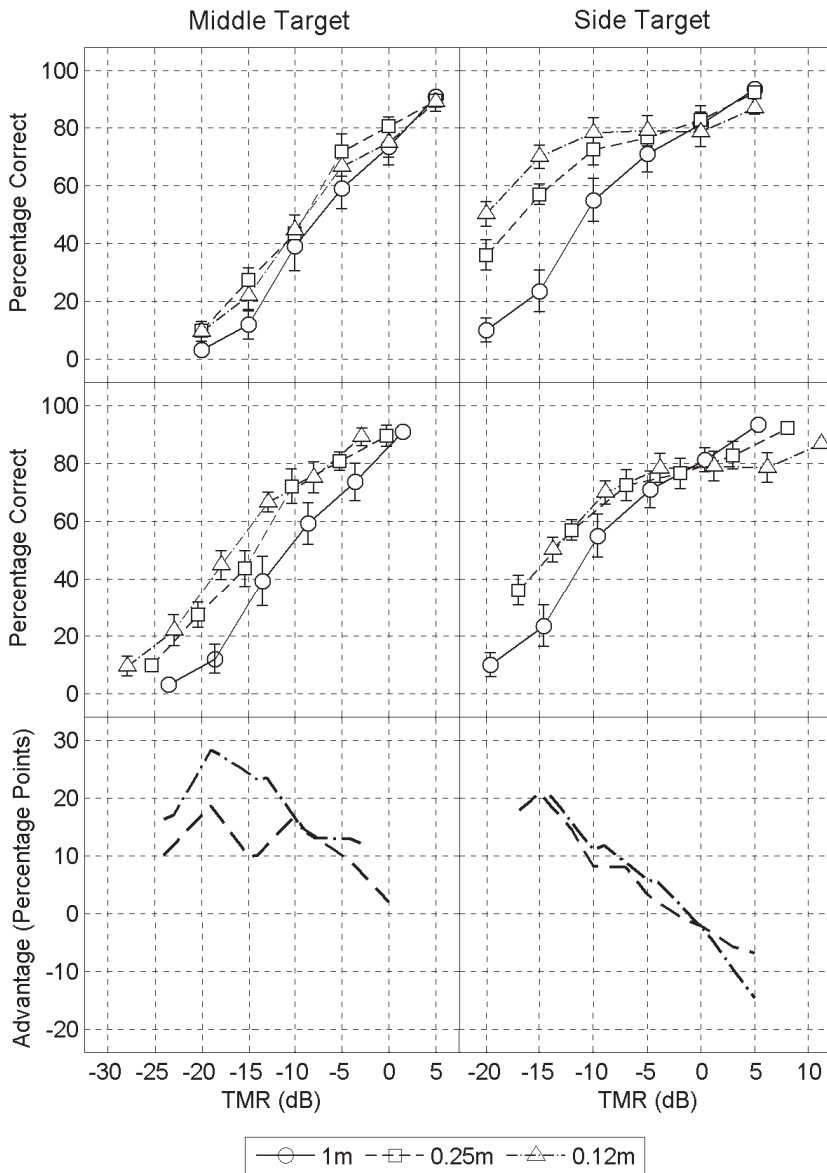 Middle Target Side Target
100
80
60
40
20
0
Percentage Correct
100
80
60
40
20
0
Percentage Correct
30
20
10
0
-10
-20
Advantage (Percentage Points)
-30 -25 -20 -15 -10 -5 0 5 -20 -15 -10 -5 0 5 10
TMR (dB) TMR (dB)
1m 0.25m 0.12m